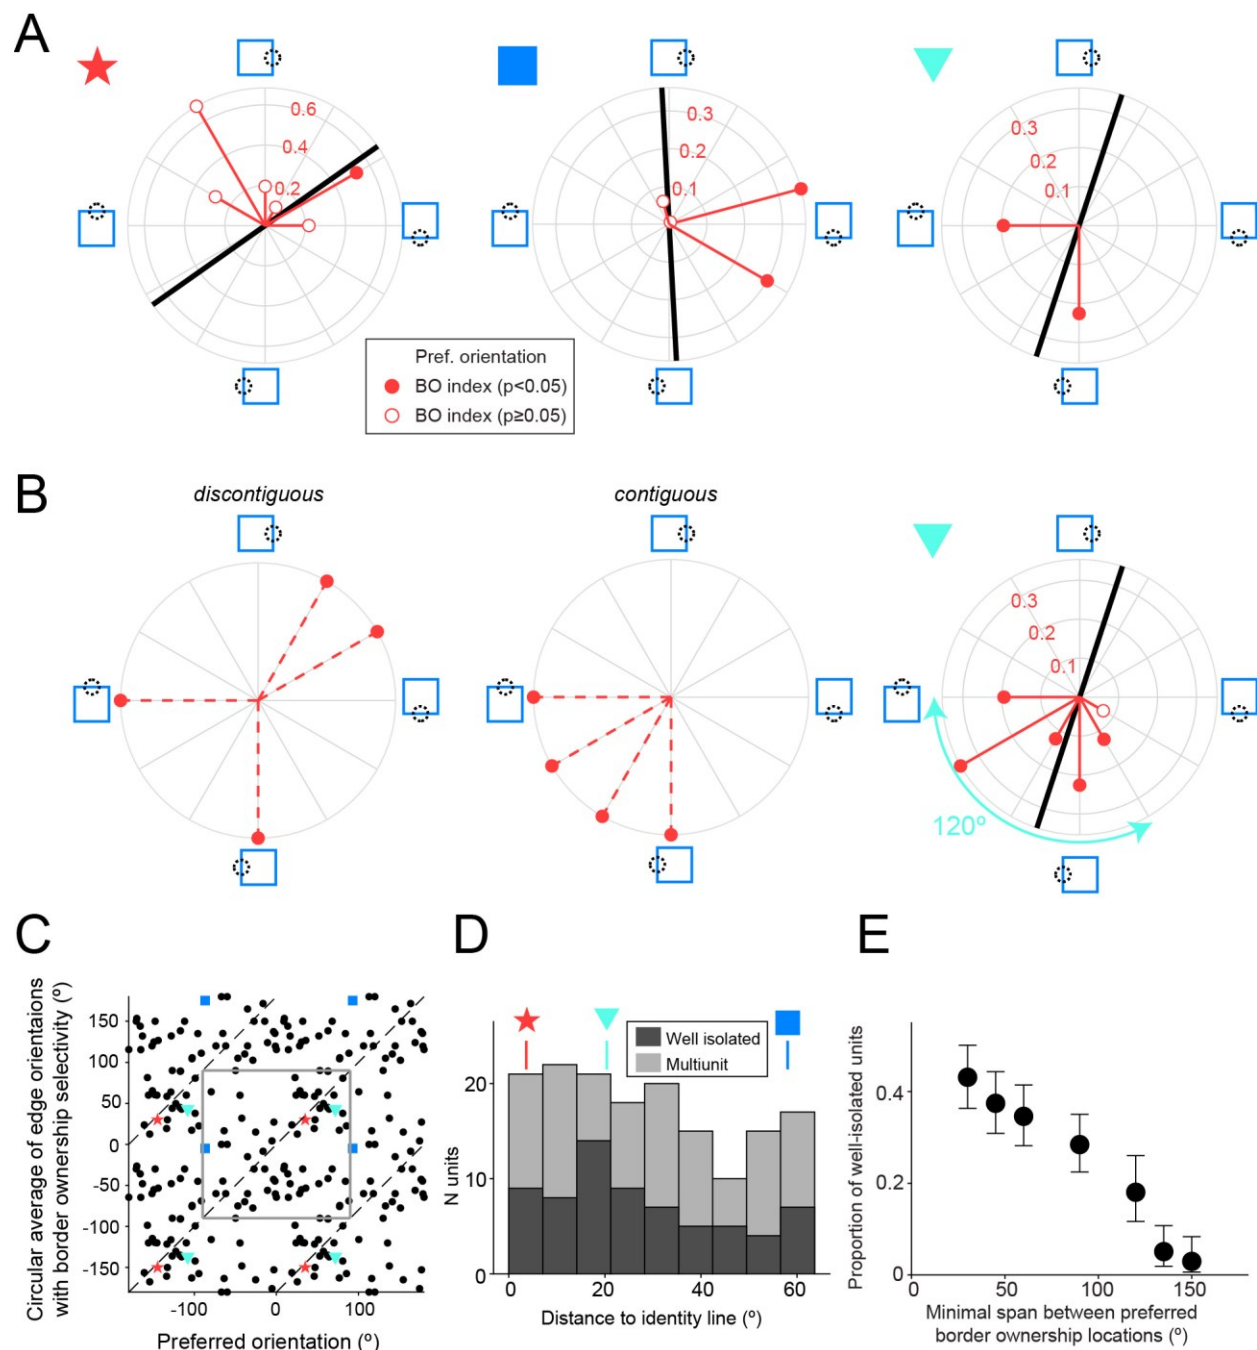 A
0.6
0.4
0.2
0.3
0.2
0.1
0.3
0.2
0.1
Pref. orientation
BO index (p<0.05)
BO index (p≥0.05)
B
discontiguous
contiguous
0.3
0.2
0.1
120º
C
D
E
Circular average of edge orientaions
with border ownership selectivity (º)
150
100
50
0
-50
-100
-150
-100
0
100
Preferred orientation (º)
N units
20
10
0
Well isolated
Multiunit
0
20
40
60
Distance to identity line (º)
Proportion of well-isolated units
0.4
0.2
0
0
50
100
150
Minimal span between preferred
border ownership locations (º)